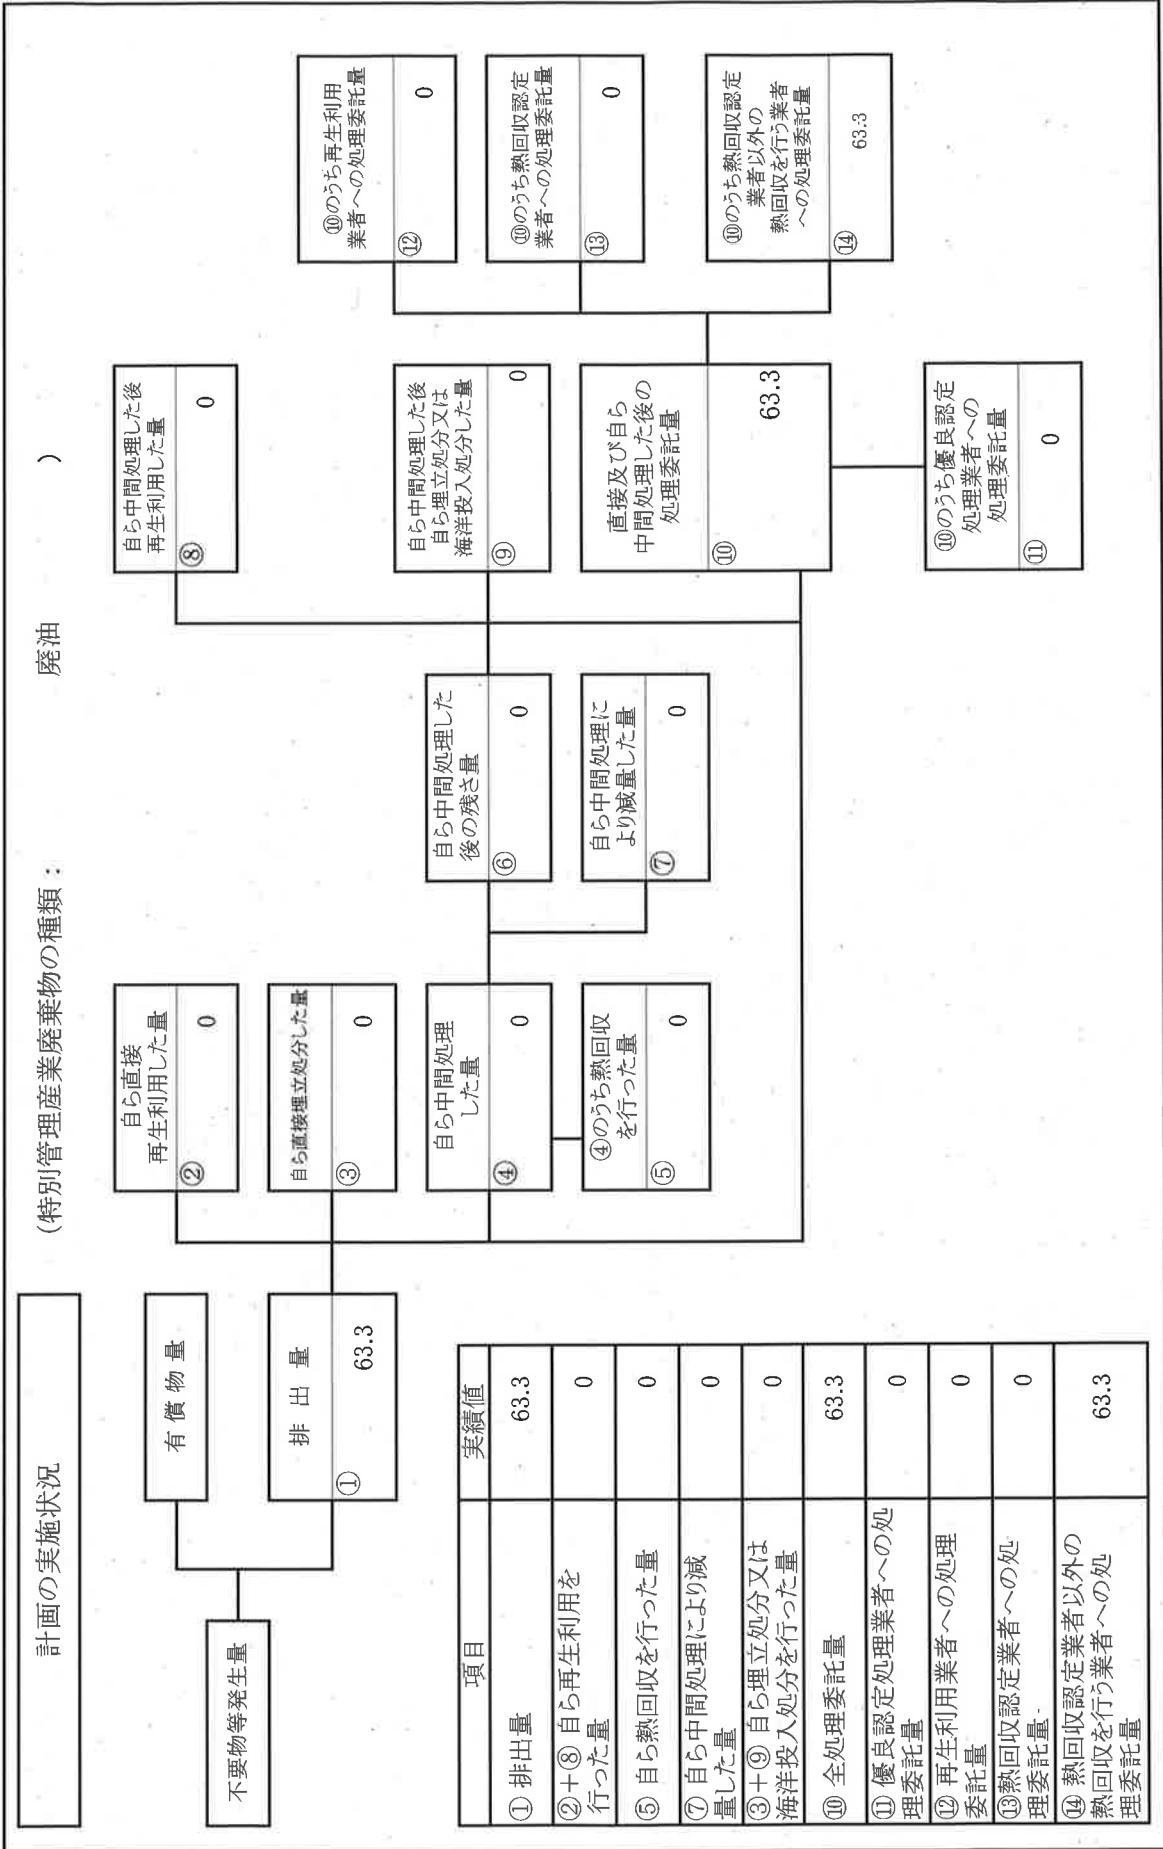 計画の実施状況
(特別管理産業廃棄物の種類: 廃油 )
不要物等発生量
有償物量
排出量
①
63.3
自ら直接
再生利用した量
②
0
自ら直接埋立処分した量
③
0
自ら中間処理
した量
④
0
④のうち熱回収
を行った量
⑤
0
自ら中間処理した
後の残さ量
⑥
0
自ら中間処理に
より減量した量
⑦
0
自ら中間処理した後
再生利用した量
⑧
0
自ら中間処理した後
自ら埋立処分又は
海洋投入処分した量
⑨
0
直接及び自ら
中間処理した後の
処理委託量
⑩
63.3
⑩のうち優良認定
処理業者への
処理委託量
⑪
0
⑩のうち再生利用
業者への処理委託量
⑫
0
⑩のうち熱回収認定
業者への処理委託量
⑬
0
⑩のうち熱回収認定
業者以外の
熱回収を行う業者
への処理委託量
⑭
63.3
項目 実績値
① 排出量 63.3
②+⑧ 自ら再生利用を
行った量 0
⑤ 自ら熱回収を行った量 0
⑦ 自ら中間処理により減
量した量 0
③+⑨ 自ら埋立処分又は
海洋投入処分を行った量 0
⑩ 全処理委託量 63.3
⑪ 優良認定処理業者への処
理委託量 0
⑫ 再生利用業者への処理
委託量 0
⑬熱回収認定業者への処
理委託量 0
⑭ 熱回収認定業者以外の
熱回収を行う業者への処
理委託量 63.3